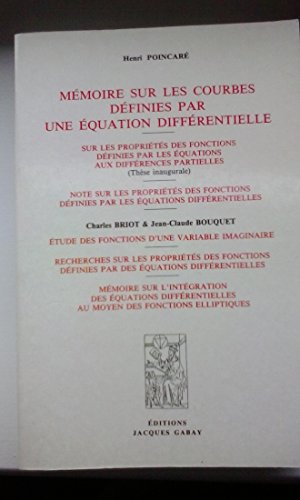 Henri POINCARÉ
MÉMOIRE SUR LES COURBES
DÉFINIES PAR
UNE ÉQUATION DIFFÉRENTIELLE
SUR LES PROPRIÉTÉS DES FONCTIONS
DÉFINIES PAR LES ÉQUATIONS
AUX DIFFÉRENCES PARTIELLES
(Thèse inaugurale)
NOTE SUR LES PROPRIÉTÉS DES FONCTIONS
DÉFINIES PAR LES ÉQUATIONS DIFFÉRENTIELLES
Charles BRIOT & Jean-Claude BOUQUET
ÉTUDE DES FONCTIONS D'UNE VARIABLE IMAGINAIRE
RECHERCHES SUR LES PROPRIÉTÉS DES FONCTIONS
DÉFINIES PAR DES ÉQUATIONS DIFFÉRENTIELLES
MÉMOIRE SUR L'INTÉGRATION
DES ÉQUATIONS DIFFÉRENTIELLES
AU MOYEN DES FONCTIONS ELLIPTIQUES
ÉDITIONS
JACQUES GABAY